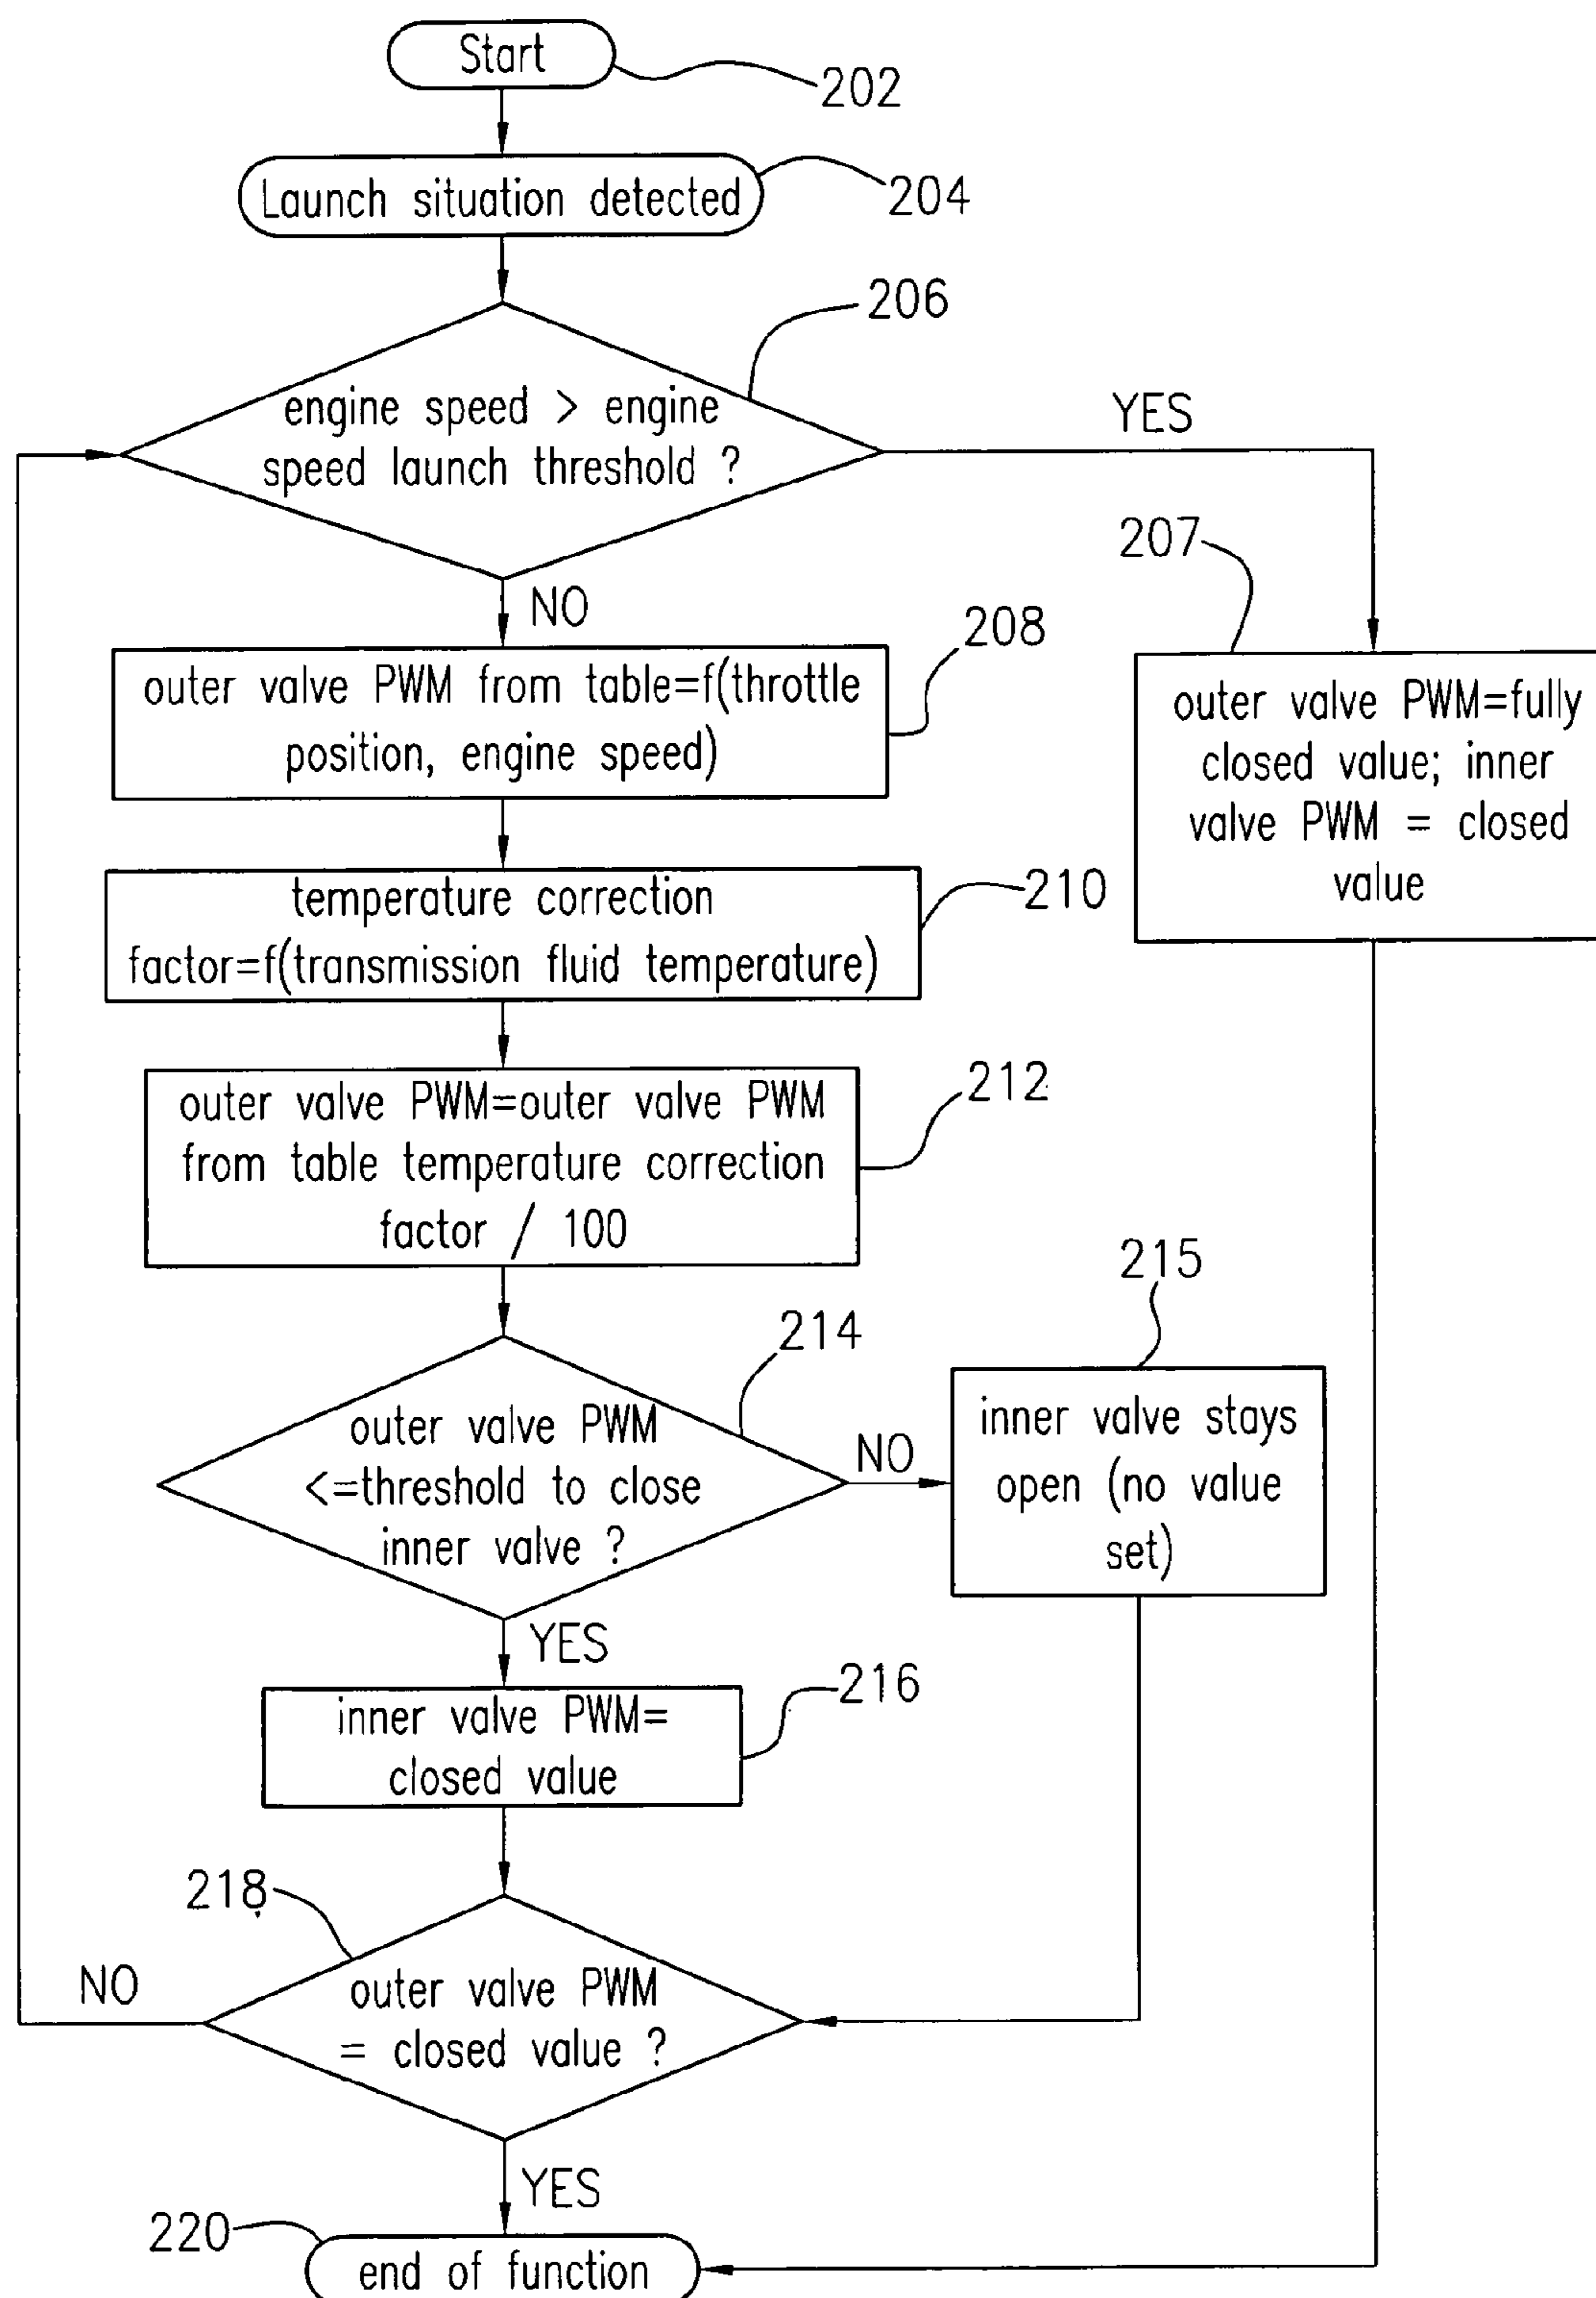 Start
202
Launch situation detected
204
206
engine speed > engine
speed launch threshold ?
YES
NO
207
outer valve PWM=fully
closed value; inner
valve PWM = closed
value
208
outer valve PWM from table=f(throttle
position, engine speed)
temperature correction
factor=f(transmission fluid temperature)
210
outer valve PWM=outer valve PWM
from table temperature correction
factor / 100
212
214
outer valve PWM
<=threshold to close
inner valve ?
NO
215
inner valve stays
open (no value
set)
YES
inner valve PWM=
closed value
216
218
NO
outer valve PWM
= closed value ?
YES
220
end of function